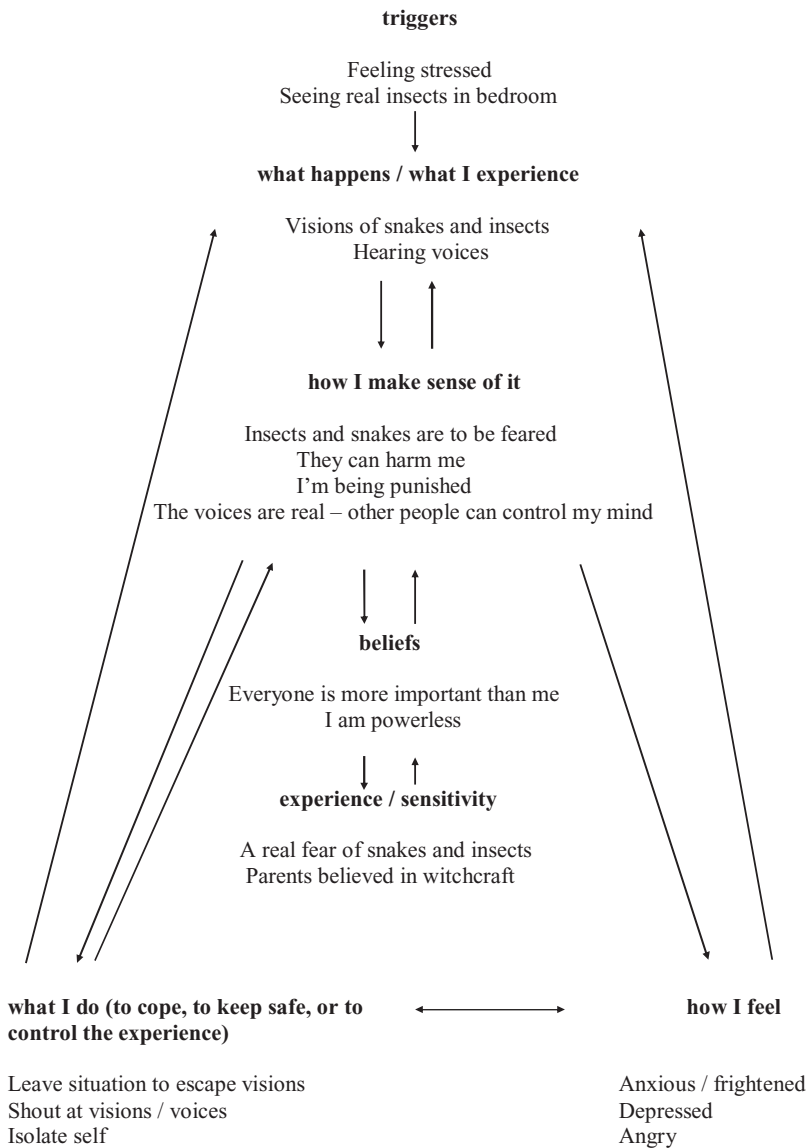 triggers
Feeling stressed
Seeing real insects in bedroom
what happens / what I experience
Visions of snakes and insects
Hearing voices
how I make sense of it
Insects and snakes are to be feared
They can harm me
I'm being punished
The voices are real – other people can control my mind
beliefs
Everyone is more important than me
I am powerless
experience / sensitivity
A real fear of snakes and insects
Parents believed in witchcraft
what I do (to cope, to keep safe, or to
control the experience)
Leave situation to escape visions
Shout at visions / voices
Isolate self
how I feel
Anxious / frightened
Depressed
Angry